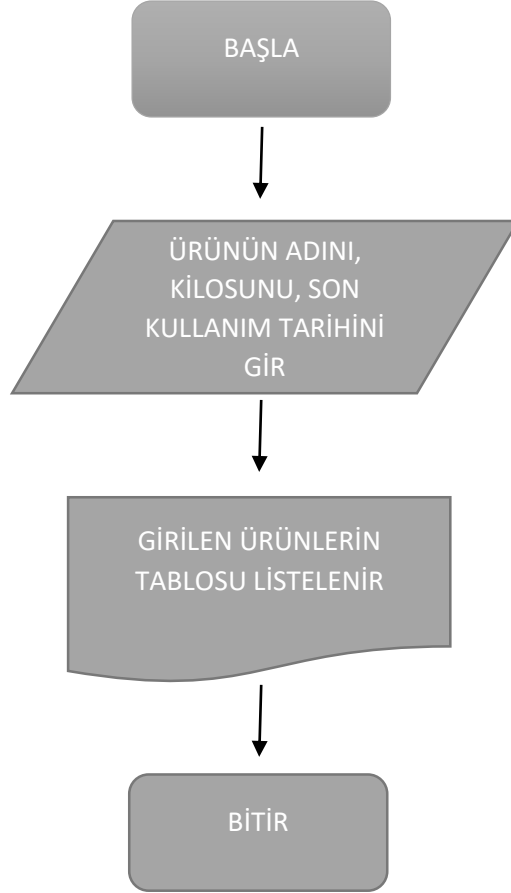 BAŞLA
ÜRÜNÜN ADINI,
KİLOSUNU, SON
KULLANIM TARİHİNİ
GİR
GİRİLEN ÜRÜNLERİN
TABLOSU LİSTELENİR
BİTİR